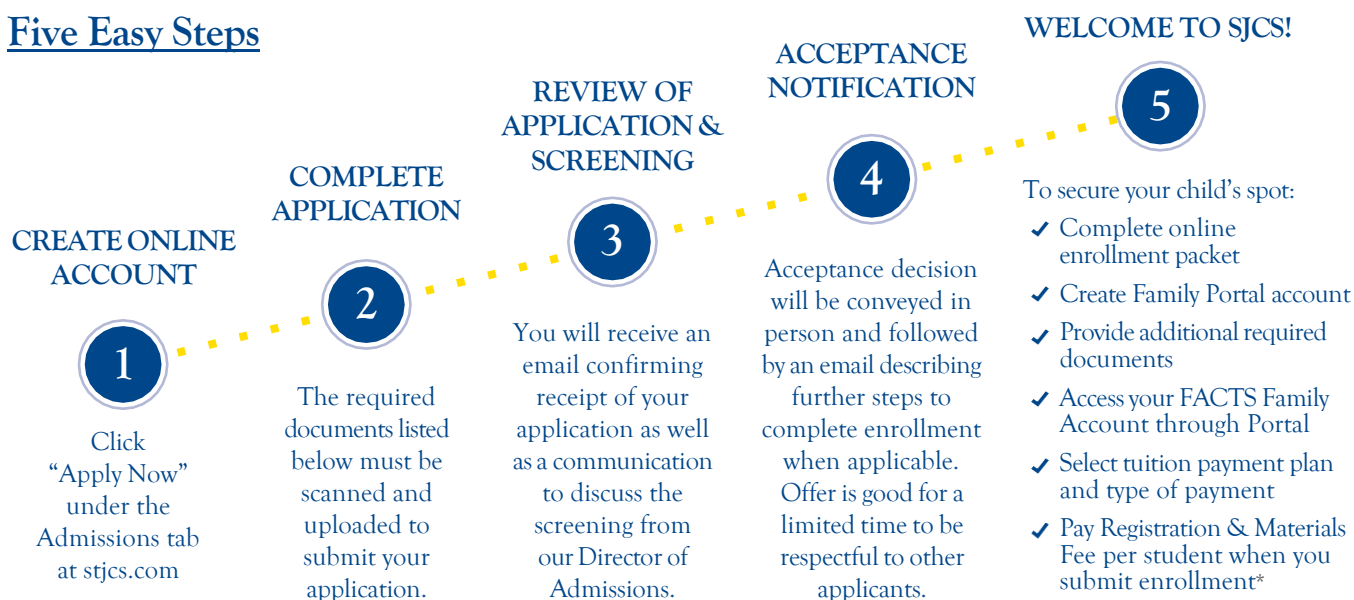 Five Easy Steps
CREATE ONLINE
ACCOUNT
1
Click
“Apply Now”
under the
Admissions tab
at stjcs.com
COMPLETE
APPLICATION
2
The required
documents listed
below must be
scanned and
uploaded to
submit your
application.
REVIEW OF
APPLICATION &
SCREENING
3
You will receive an
email confirming
receipt of your
application as well
as a communication
to discuss the
screening from
our Director of
Admissions.
ACCEPTANCE
NOTIFICATION
4
Acceptance decision
will be conveyed in
person and followed
by an email describing
further steps to
complete enrollment
when applicable.
Offer is good for a
limited time to be
respectful to other
applicants.
WELCOME TO SJCS!
5
To secure your child’s spot:
✓ Complete online
enrollment packet
✓ Create Family Portal account
✓ Provide additional required
documents
✓ Access your FACTS Family
Account through Portal
✓ Select tuition payment plan
and type of payment
✓ Pay Registration & Materials
Fee per student when you
submit enrollment*